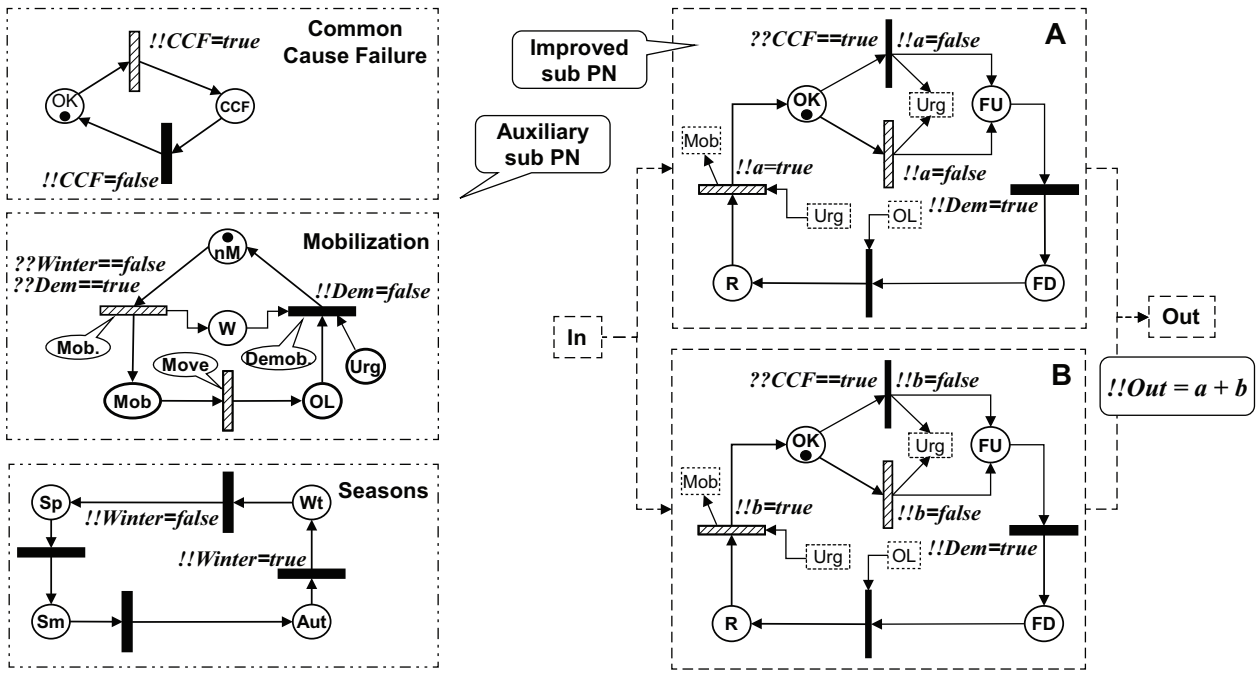 Common
Cause Failure
!!CCF=true
OK
CCF
!!CCF=false
Auxiliary
sub PN
Improved
sub PN
Mobilization
nM
??Winter==false
??Dem==true
!!Dem=false
W
Mob.
Move
Demob.
Urg
Mob
OL
Seasons
Sp
Wt
!!Winter=false
!!Winter=true
Sm
Aut
In
A
??CCF==true
!!a=false
OK
Urg
FU
Mob
!!a=true
!!a=false
Urg
OL
!!Dem=true
R
FD
B
??CCF==true
!!b=false
OK
Urg
FU
Mob
!!b=true
!!b=false
Urg
OL
!!Dem=true
R
FD
Out
!!Out = a + b